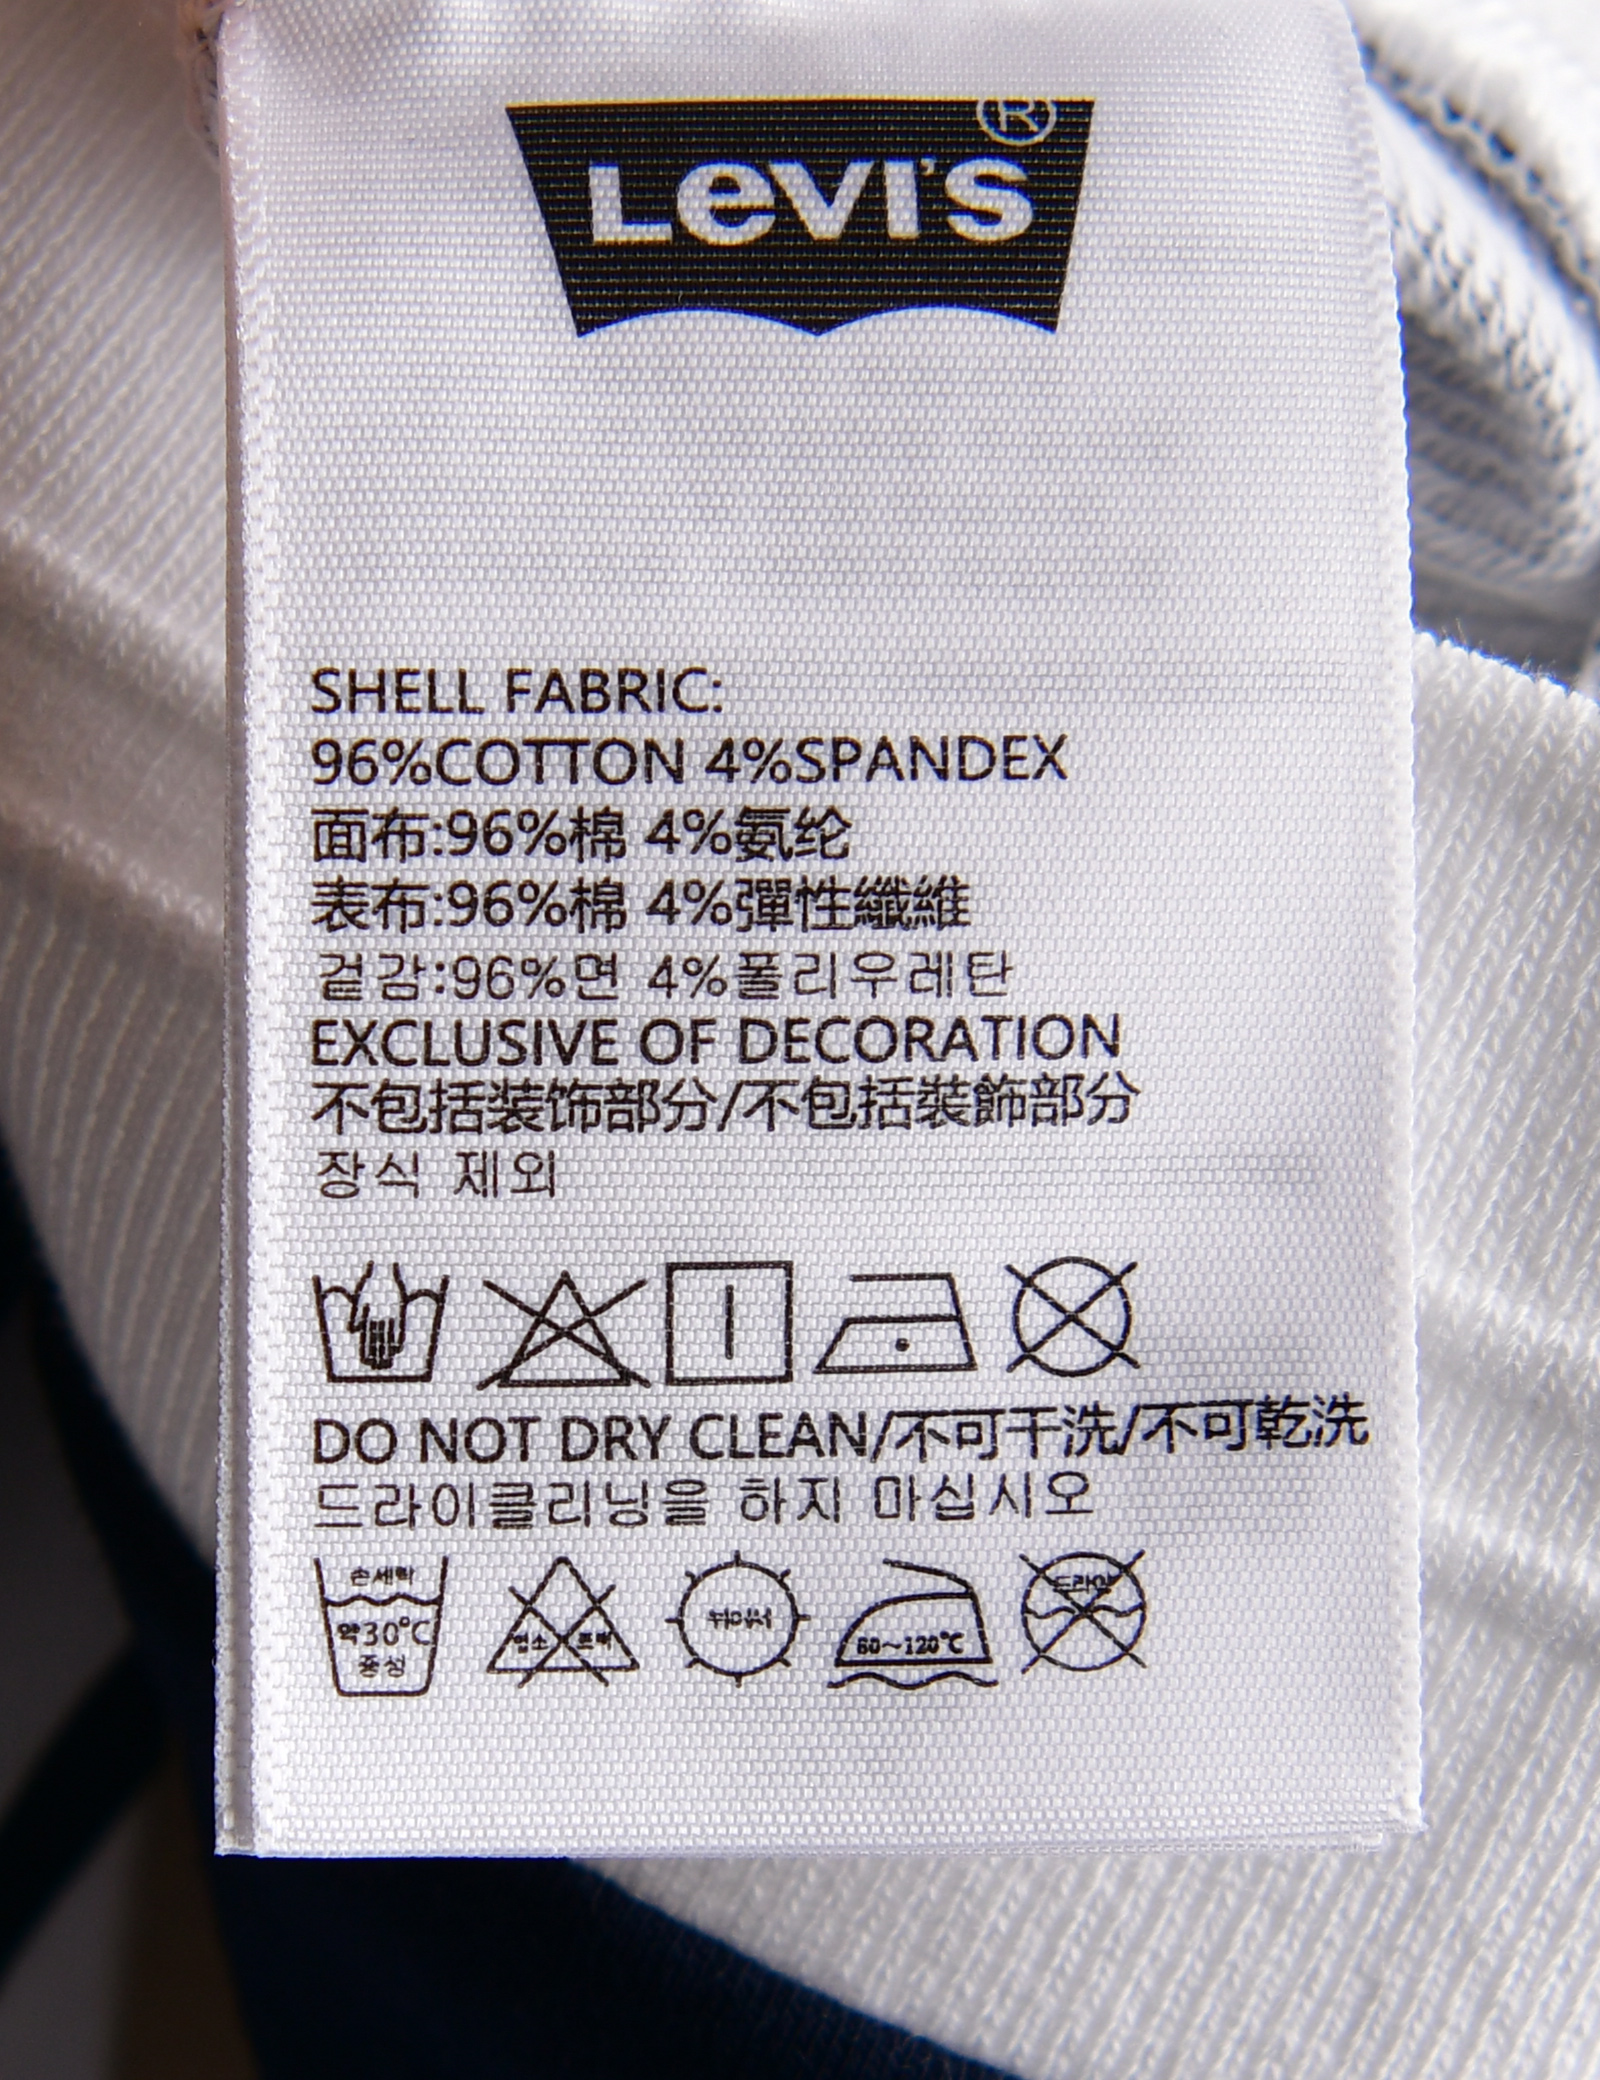 LEVI'S®
SHELL FABRIC:
96%COTTON 4%SPANDEX
面布:96%棉 4%氨纶
表布:96%棉 4%彈性纖維
겉감:96%면 4%폴리우레탄
EXCLUSIVE OF DECORATION
不包括装饰部分/不包括裝飾部分
장식 제외
DO NOT DRY CLEAN/不可干洗/不可乾洗
드라이클리닝을 하지 마십시오
손세탁
약30℃
중성
염소 표백
뉘어서
80~120℃
드라이